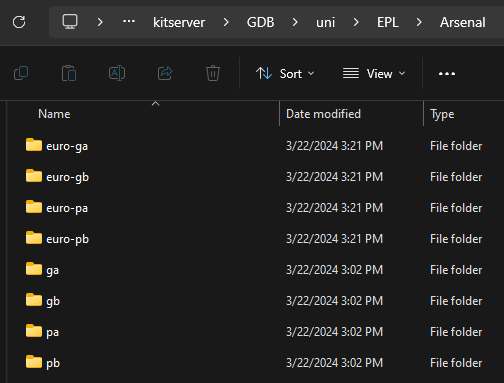 kitserver > GDB > uni > EPL > Arsenal
Sort View
Name Date modified Type
euro-ga 3/22/2024 3:21 PM File folder
euro-gb 3/22/2024 3:21 PM File folder
euro-pa 3/22/2024 3:21 PM File folder
euro-pb 3/22/2024 3:21 PM File folder
ga 3/22/2024 3:02 PM File folder
gb 3/22/2024 3:02 PM File folder
pa 3/22/2024 3:02 PM File folder
pb 3/22/2024 3:02 PM File folder